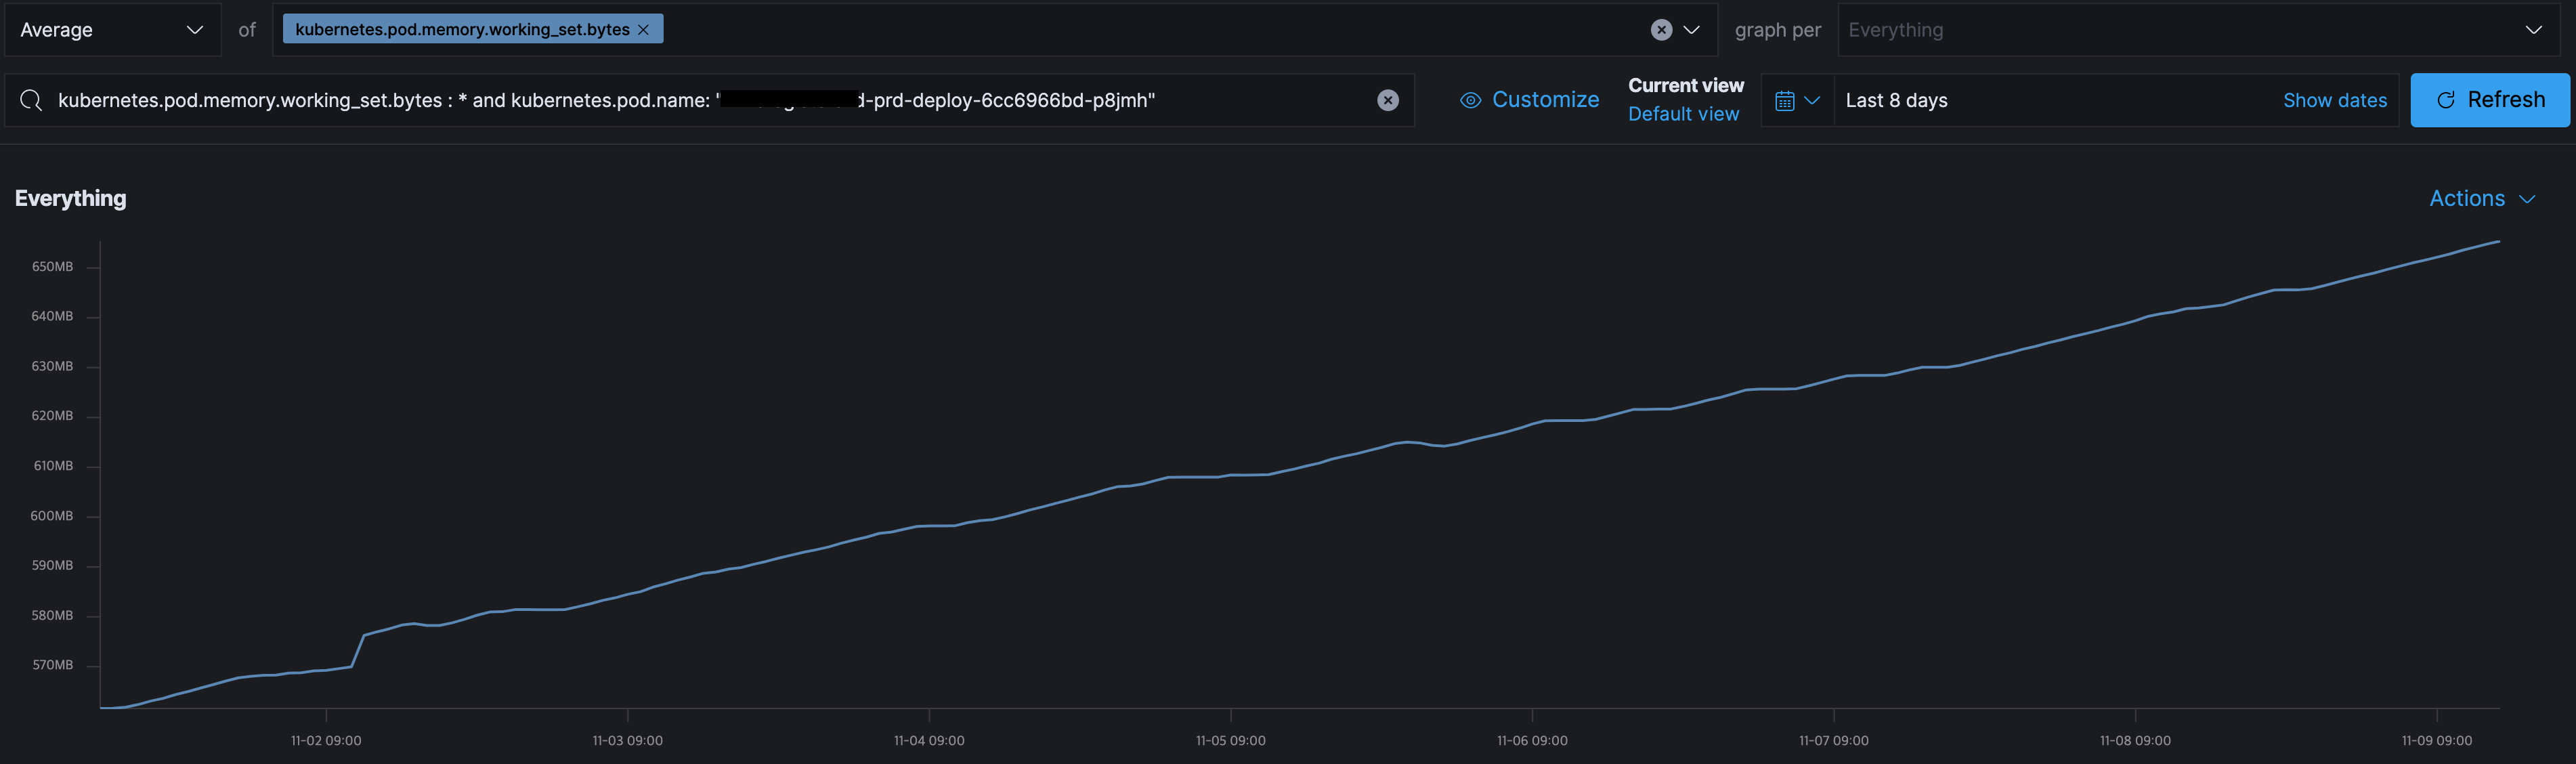 Average of kubernetes.pod.memory.working_set.bytes × graph per Everything
kubernetes.pod.memory.working_set.bytes : * and kubernetes.pod.name: "d-prd-deploy-6cc6966bd-p8jmh"
Customize
Current view
Default view
Last 8 days
Show dates
Refresh
Everything
Actions
650MB
640MB
630MB
620MB
610MB
600MB
590MB
580MB
570MB
11-02 09:00 11-03 09:00 11-04 09:00 11-05 09:00 11-06 09:00 11-07 09:00 11-08 09:00 11-09 09:00